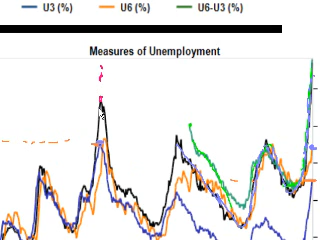 U3 (%) U6 (%) U6-U3 (%)
Measures of Unemployment